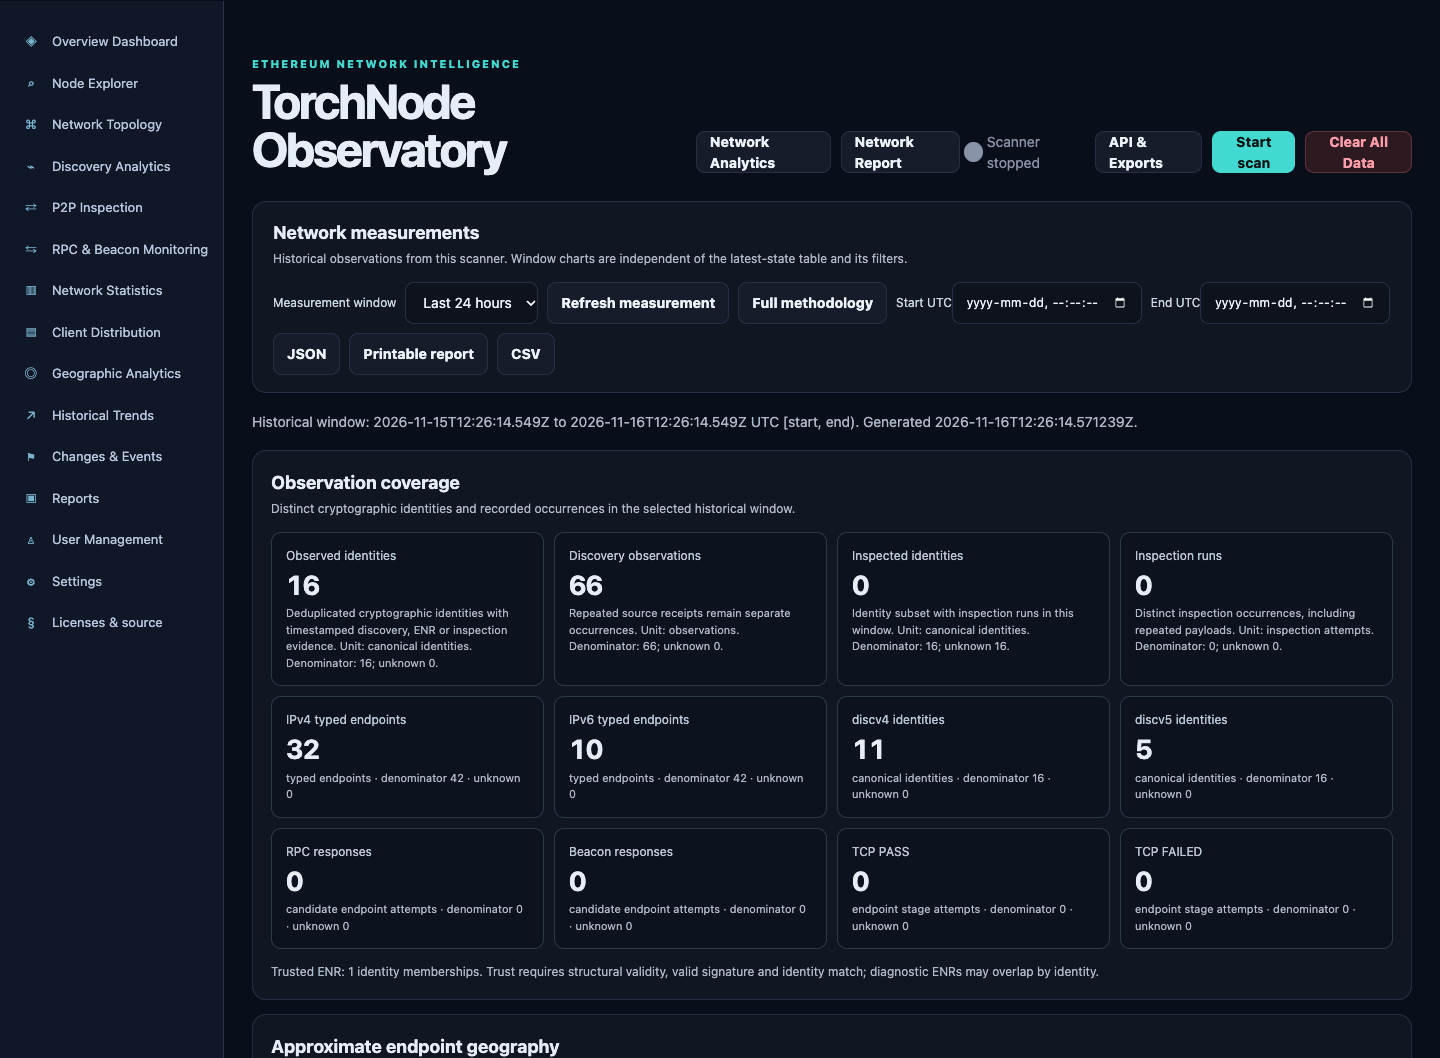 Overview Dashboard
Node Explorer
Network Topology
Discovery Analytics
P2P Inspection
RPC & Beacon Monitoring
Network Statistics
Client Distribution
Geographic Analytics
Historical Trends
Changes & Events
Reports
User Management
Settings
§ Licenses & source
ETHEREUM NETWORK INTELLIGENCE
TorchNode
Observatory
Network
Analytics
Network
Report
Scanner
stopped
API &
Exports
Start
scan
Clear All
Data
Network measurements
Historical observations from this scanner. Window charts are independent of the latest-state table and its filters.
Measurement window Last 24 hours Refresh measurement Full methodology Start UTC yyyy-mm-dd, --:--:-- End UTC yyyy-mm-dd, --:--:--
JSON Printable report CSV
Historical window: 2026-11-15T12:26:14.549Z to 2026-11-16T12:26:14.549Z UTC [start, end). Generated 2026-11-16T12:26:14.571239Z.
Observation coverage
Distinct cryptographic identities and recorded occurrences in the selected historical window.
Observed identities
16
Deduplicated cryptographic identities with
timestamped discovery, ENR or inspection
evidence. Unit: canonical identities.
Denominator: 16; unknown 0.
Discovery observations
66
Repeated source receipts remain separate
occurrences. Unit: observations.
Denominator: 66; unknown 0.
Inspected identities
0
Identity subset with inspection runs in this
window. Unit: canonical identities.
Denominator: 16; unknown 16.
Inspection runs
0
Distinct inspection occurrences, including
repeated payloads. Unit: inspection attempts.
Denominator: 0; unknown 0.
IPv4 typed endpoints
32
typed endpoints · denominator 42 · unknown
0
IPv6 typed endpoints
10
typed endpoints · denominator 42 · unknown
0
discv4 identities
11
canonical identities · denominator 16 ·
unknown 0
discv5 identities
5
canonical identities · denominator 16 ·
unknown 0
RPC responses
0
candidate endpoint attempts · denominator 0
· unknown 0
Beacon responses
0
candidate endpoint attempts · denominator 0
· unknown 0
TCP PASS
0
endpoint stage attempts · denominator 0 ·
unknown 0
TCP FAILED
0
endpoint stage attempts · denominator 0 ·
unknown 0
Trusted ENR: 1 identity memberships. Trust requires structural validity, valid signature and identity match; diagnostic ENRs may overlap by identity.
Approximate endpoint geography